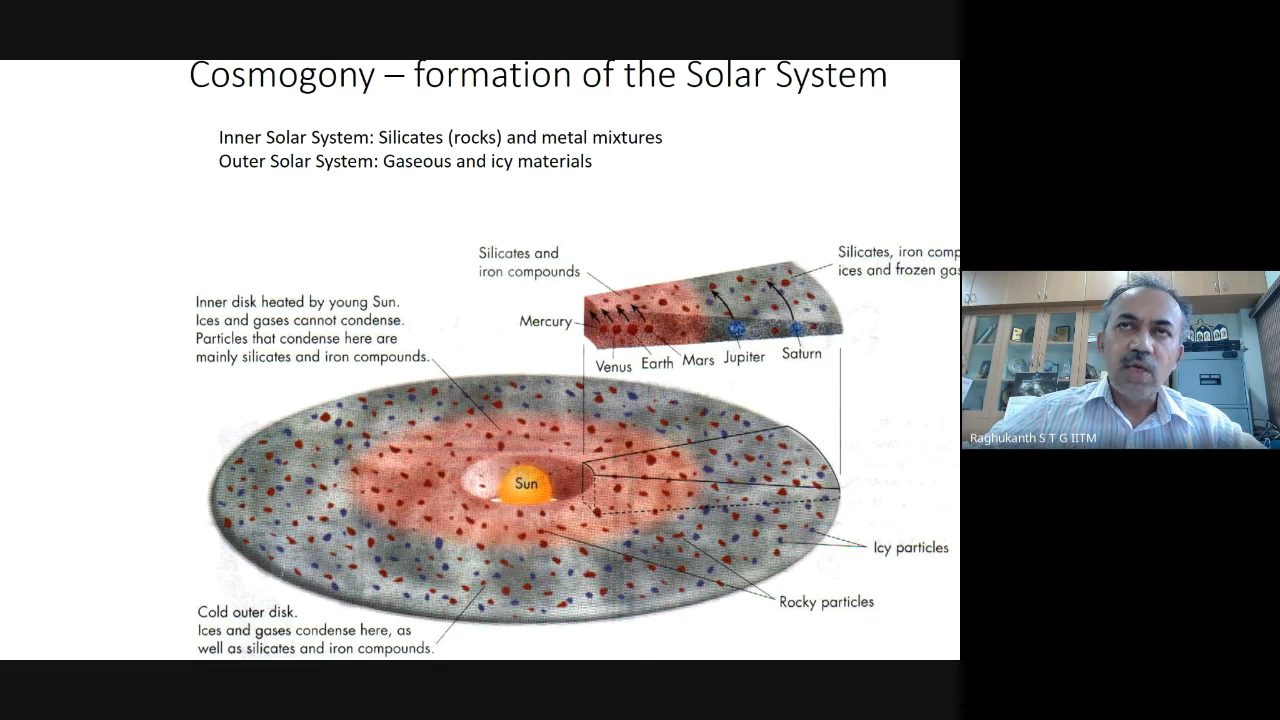 Cosmogony – formation of the Solar System
Inner Solar System: Silicates (rocks) and metal mixtures
Outer Solar System: Gaseous and icy materials
Silicates and
iron compounds
Silicates, iron comp
ices and frozen gas
Inner disk heated by young Sun.
Ices and gases cannot condense.
Particles that condense here are
mainly silicates and iron compounds.
Mercury
Venus
Earth
Mars
Jupiter
Saturn
Sun
Icy particles
Rocky particles
Cold outer disk.
Ices and gases condense here, as
well as silicates and iron compounds.
Raghukanth S T G IITM